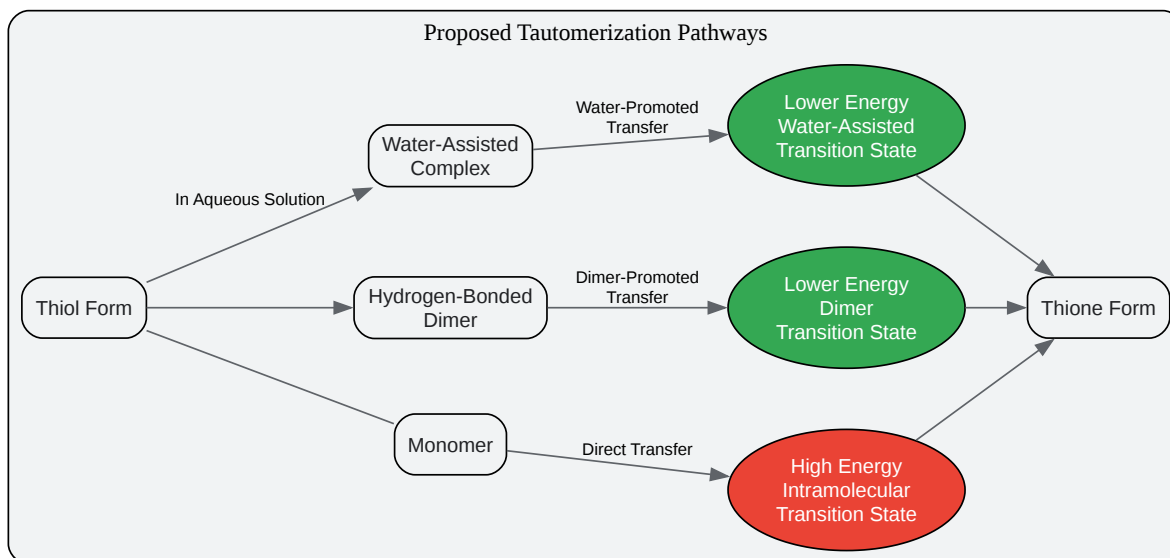 Proposed Tautomerization Pathways
Thiol Form
In Aqueous Solution
Water-Assisted
Complex
Water-Promoted
Transfer
Lower Energy
Water-Assisted
Transition State
Hydrogen-Bonded
Dimer
Dimer-Promoted
Transfer
Lower Energy
Dimer
Transition State
Thione Form
Monomer
Direct Transfer
High Energy
Intramolecular
Transition State